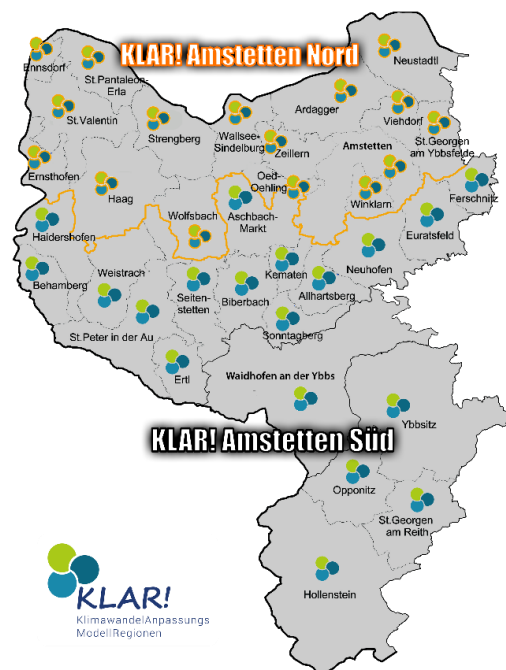 KLAR! Amstetten Nord
Ennsdorf
St.Pantaleon-
Erla
Neustadtl
St.Valentin
Strengberg
Wallsee-
Sindelburg
Ardagger
Viehdorf
St.Georgen
am Ybbsfelde
Zeillern
Amstetten
Ernsthofen
Haag
Oed-
Oehling
Winklarn
Ferschnitz
Wolfsbach
Aschbach-
Markt
Haidershofen
Euratsfeld
Behamberg
Weistrach
Seiten-
stetten
Biberbach
Kematen
Allhartsberg
Neuhofen
St.Peter in der Au
Sonntagberg
Ertl
Waidhofen an der Ybbs
Ybbsitz
KLAR! Amstetten Süd
Opponitz
St.Georgen
am Reith
Hollenstein
KLAR!
KlimawandelAnpassungs
ModellRegionen